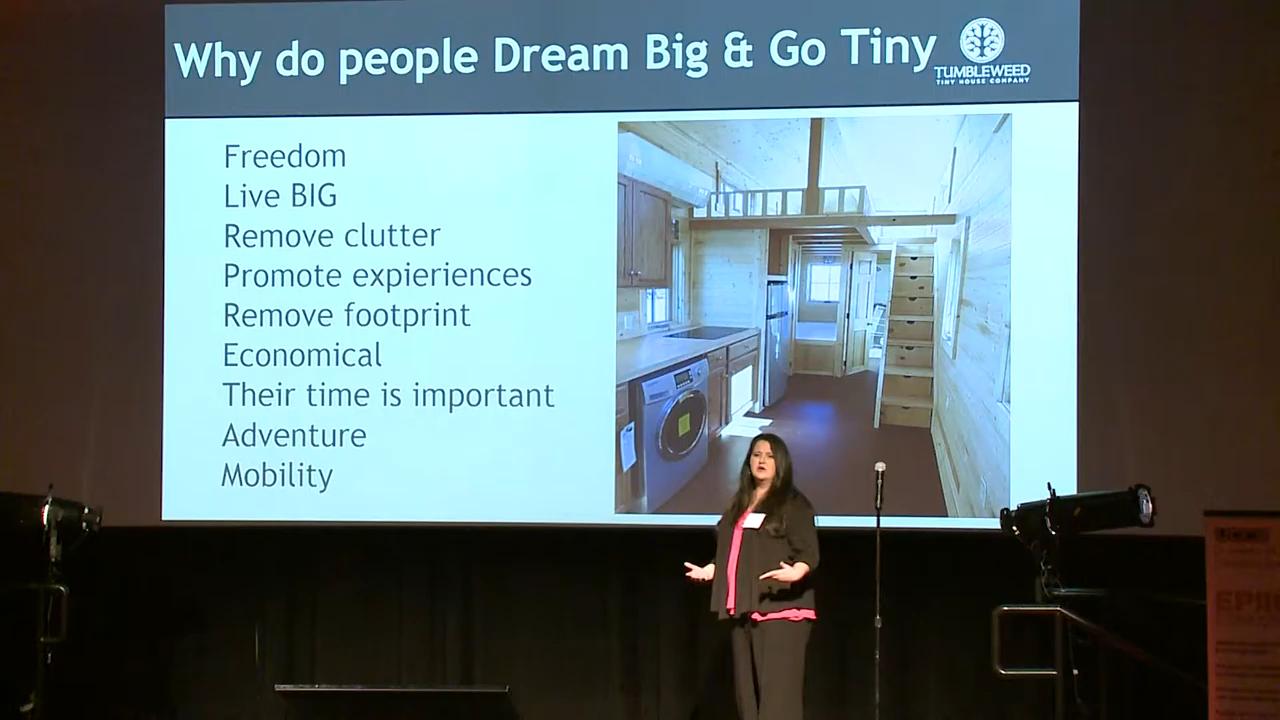 Why do people Dream Big & Go Tiny
TUMBLEWEED
TINY HOUSE COMPANY
Freedom
Live BIG
Remove clutter
Promote expieriences
Remove footprint
Economical
Their time is important
Adventure
Mobility